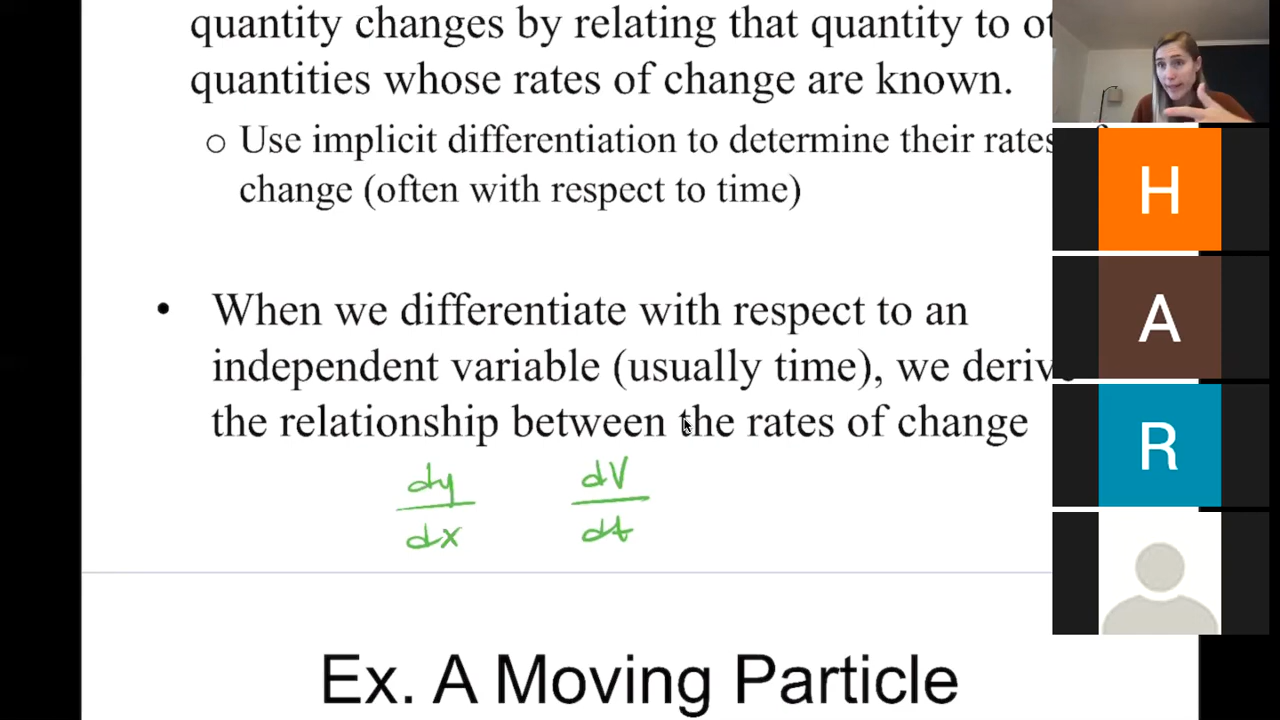 quantity changes by relating that quantity to
quantities whose rates of change are known.
o Use implicit differentiation to determine their rates
change (often with respect to time)
• When we differentiate with respect to an
independent variable (usually time), we
the relationship between the rates of change
dy/dx dV/dt
Ex. A Moving Particle
H
A
R